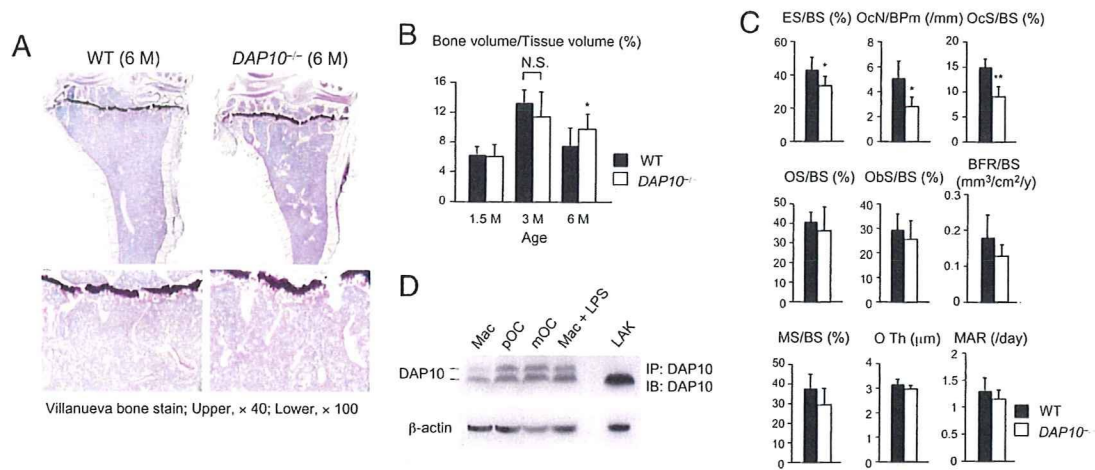 A
WT (6 M)
DAP10⁻/⁻ (6 M)
Villanueva bone stain; Upper, × 40; Lower, × 100
B
Bone volume/Tissue volume (%)
N.S.
*
16
12
8
4
0
1.5 M
3 M
6 M
Age
WT
DAP10⁻/⁻
D
Mac
pOC
mOC
Mac + LPS
LAK
DAP10
IP: DAP10
IB: DAP10
β-actin
C
ES/BS (%)
60
40
20
0
*
OcN/BPm (/mm)
8
6
4
2
0
*
OcS/BS (%)
20
15
10
5
0
**
OS/BS (%)
50
40
30
20
10
0
ObS/BS (%)
40
30
20
10
0
BFR/BS
(mm³/cm²/y)
0.3
0.2
0.1
0
MS/BS (%)
50
40
30
20
10
0
O Th (μm)
4
3
2
1
0
MAR (/day)
2
1.5
1
0.5
0
WT
DAP10⁻/⁻